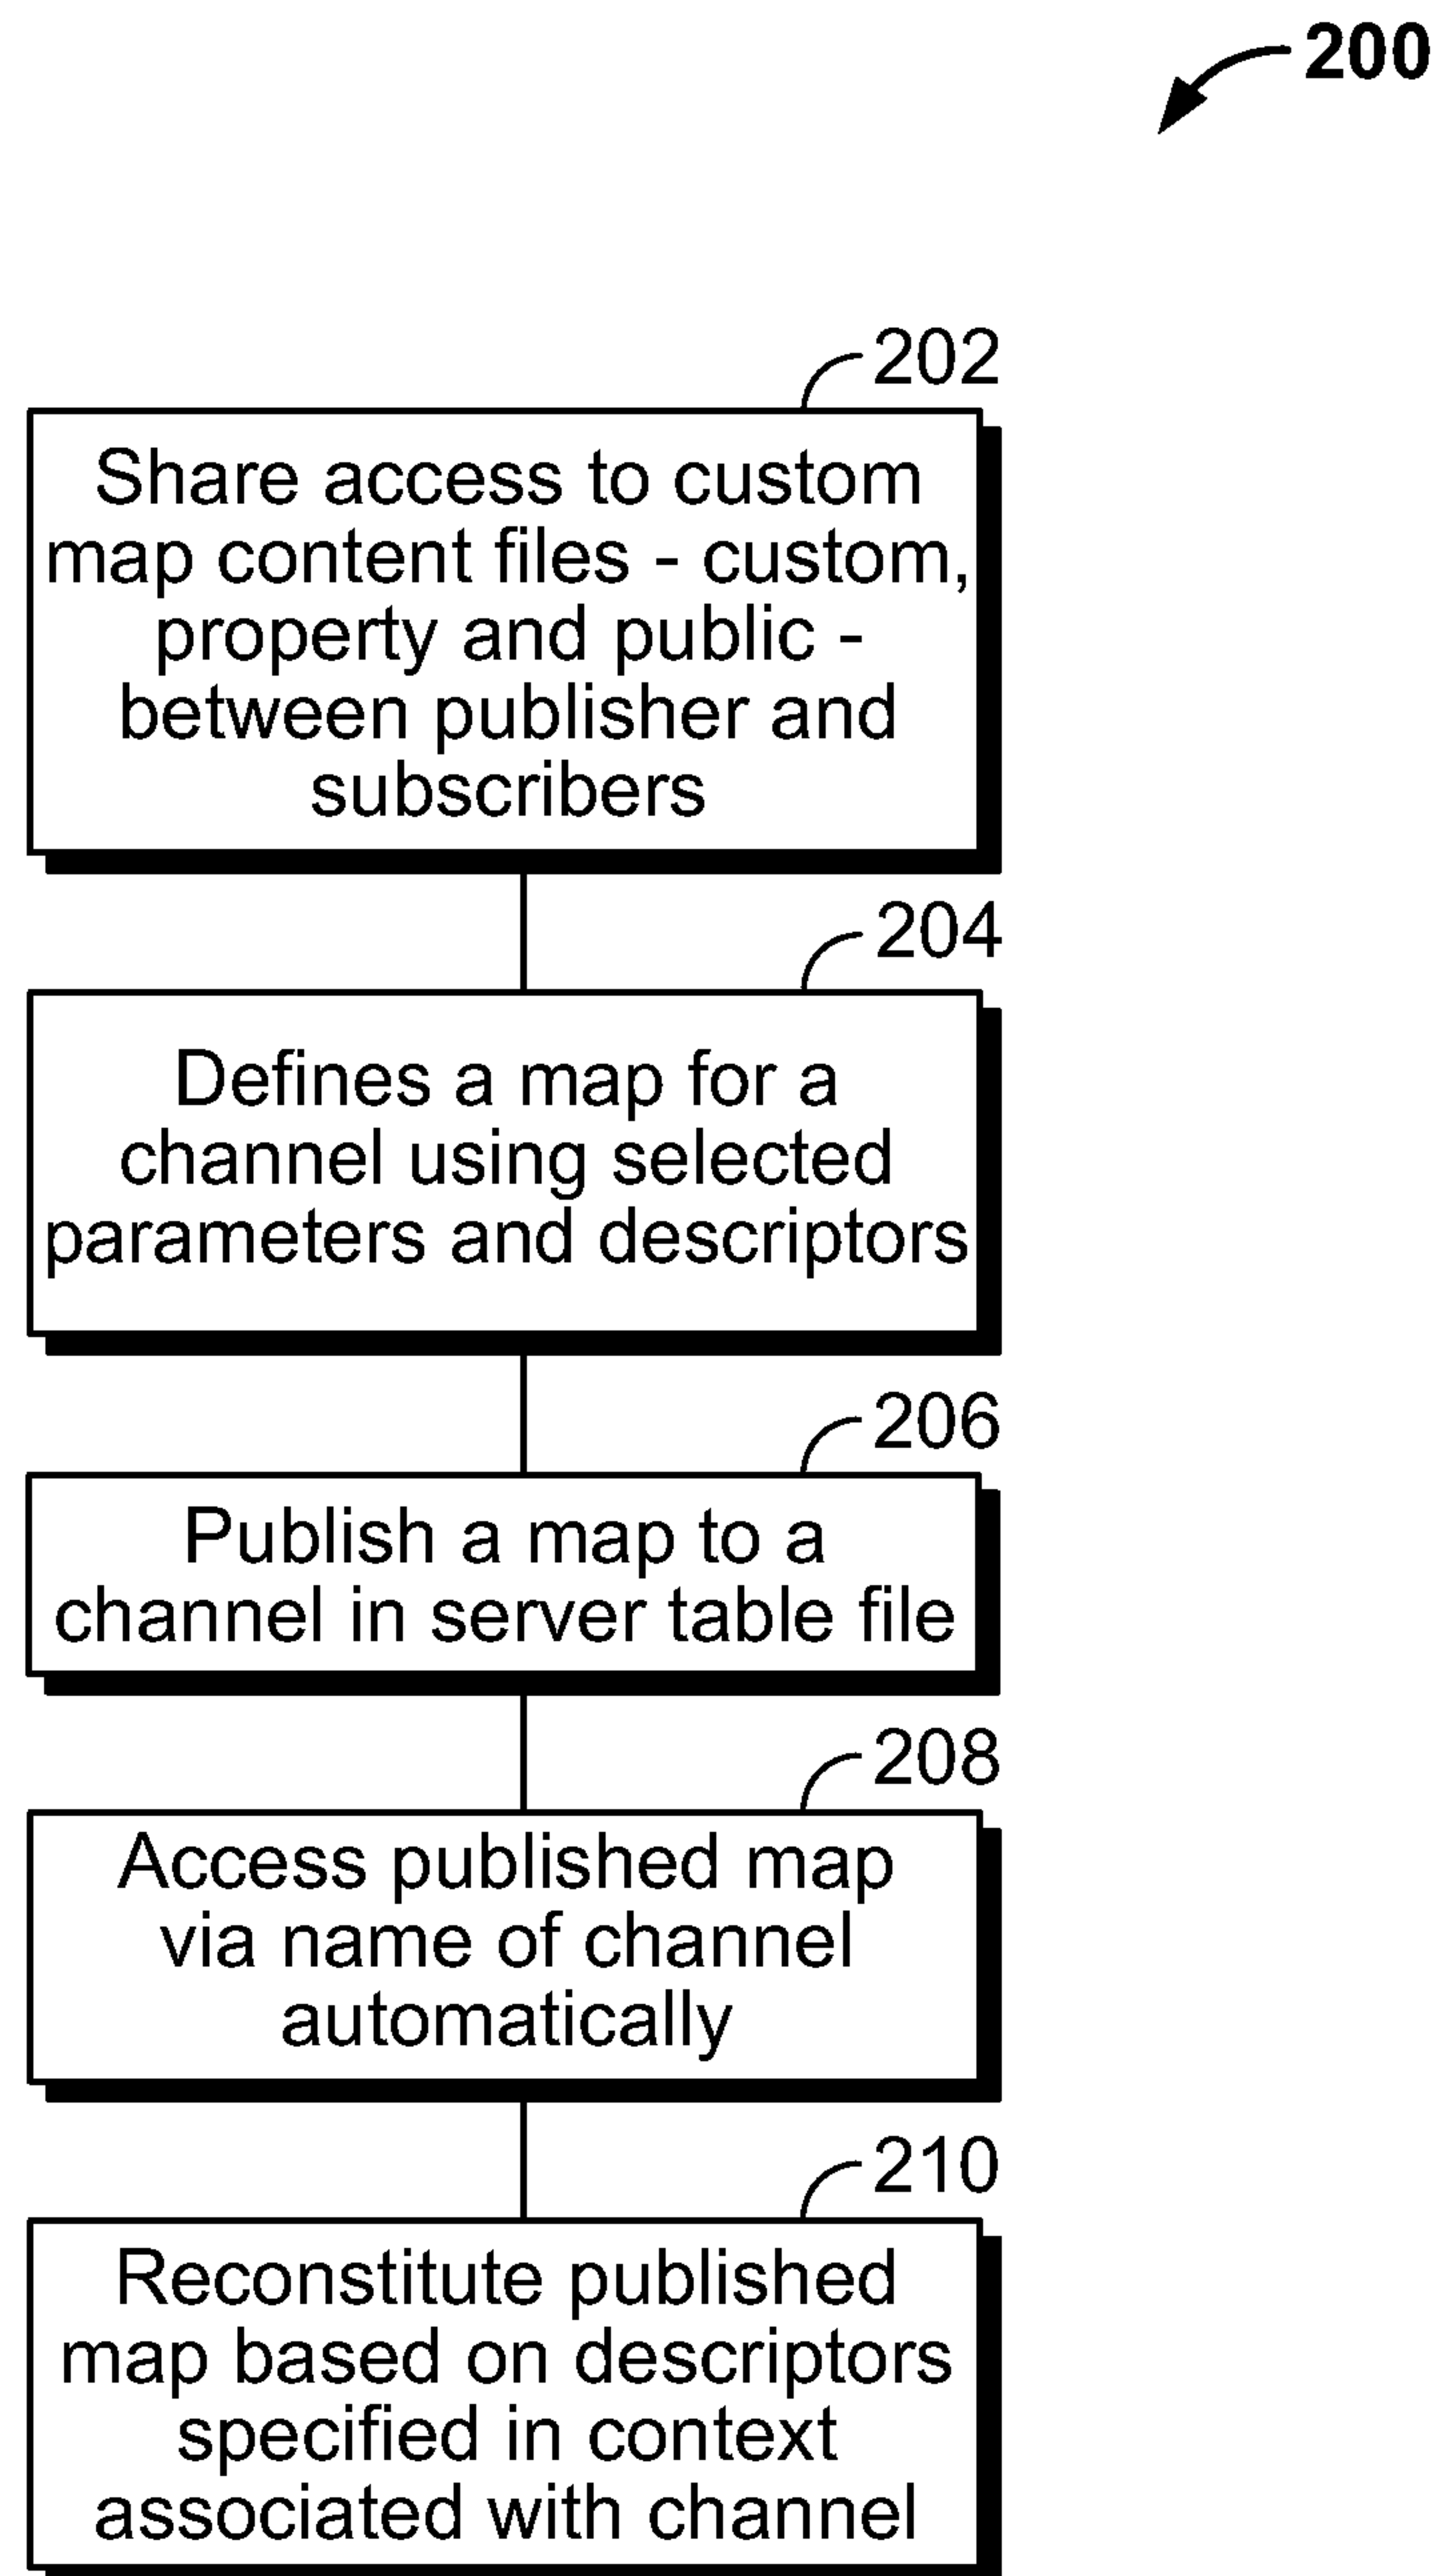 200
202
Share access to custom
map content files - custom,
property and public -
between publisher and
subscribers
204
Defines a map for a
channel using selected
parameters and descriptors
206
Publish a map to a
channel in server table file
208
Access published map
via name of channel
automatically
210
Reconstitute published
map based on descriptors
specified in context
associated with channel